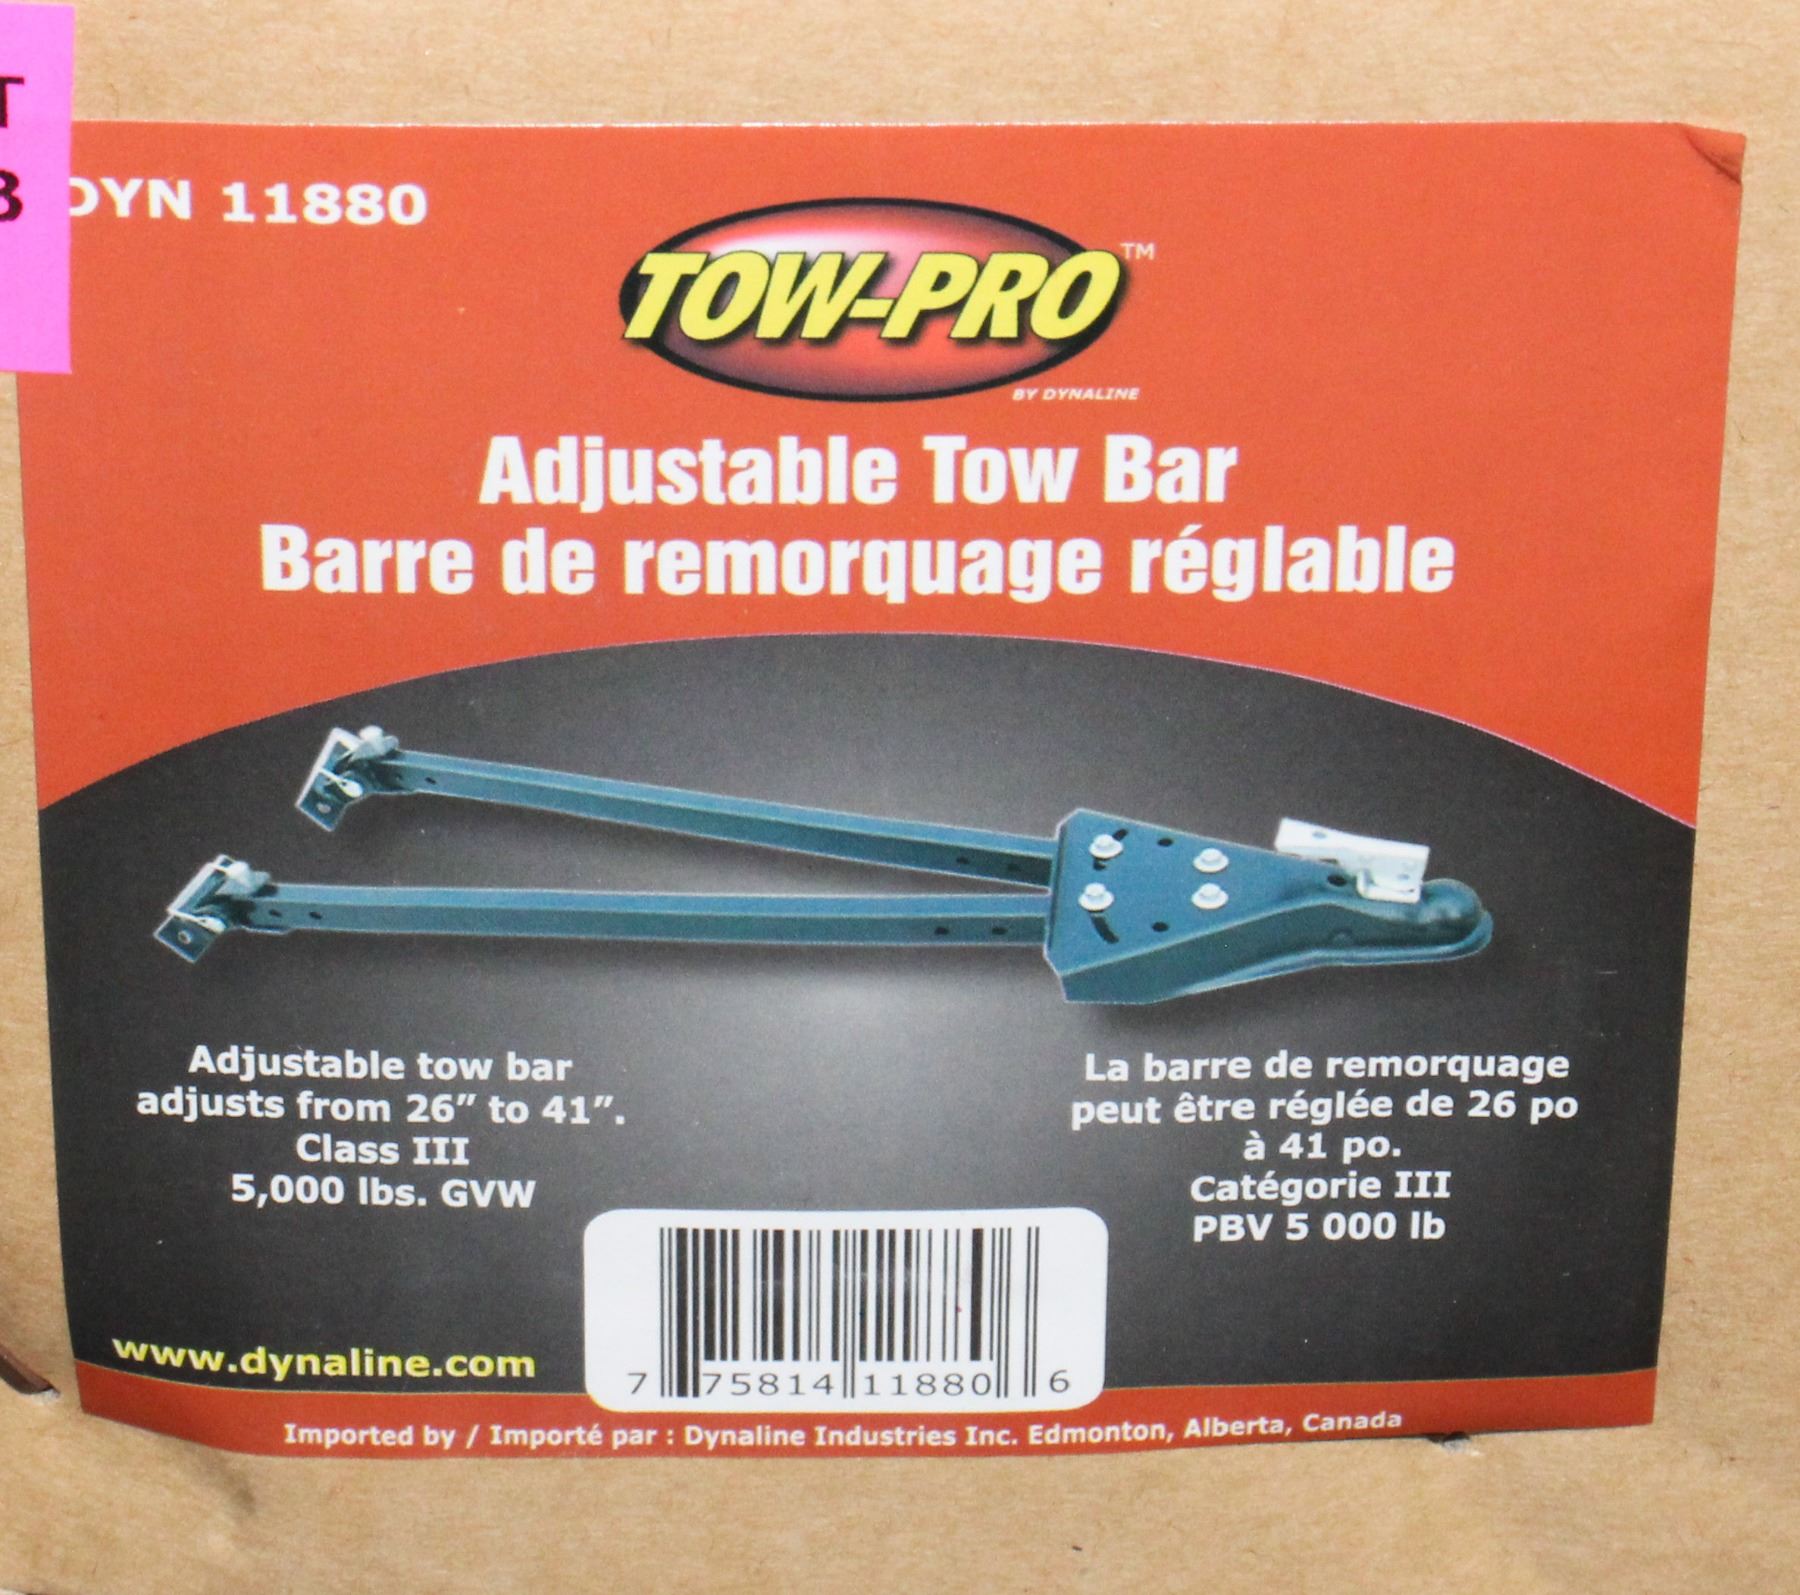 T
DYN 11880
TOW-PRO™
BY DYNALINE
Adjustable Tow Bar
Barre de remorquage réglable
Adjustable tow bar
adjusts from 26” to 41”.
Class III
5,000 lbs. GVW
La barre de remorquage
peut être réglée de 26 po
à 41 po.
Catégorie III
PBV 5 000 lb
www.dynaline.com
7 75814 11880 6
Imported by / Importé par : Dynaline Industries Inc. Edmonton, Alberta, Canada